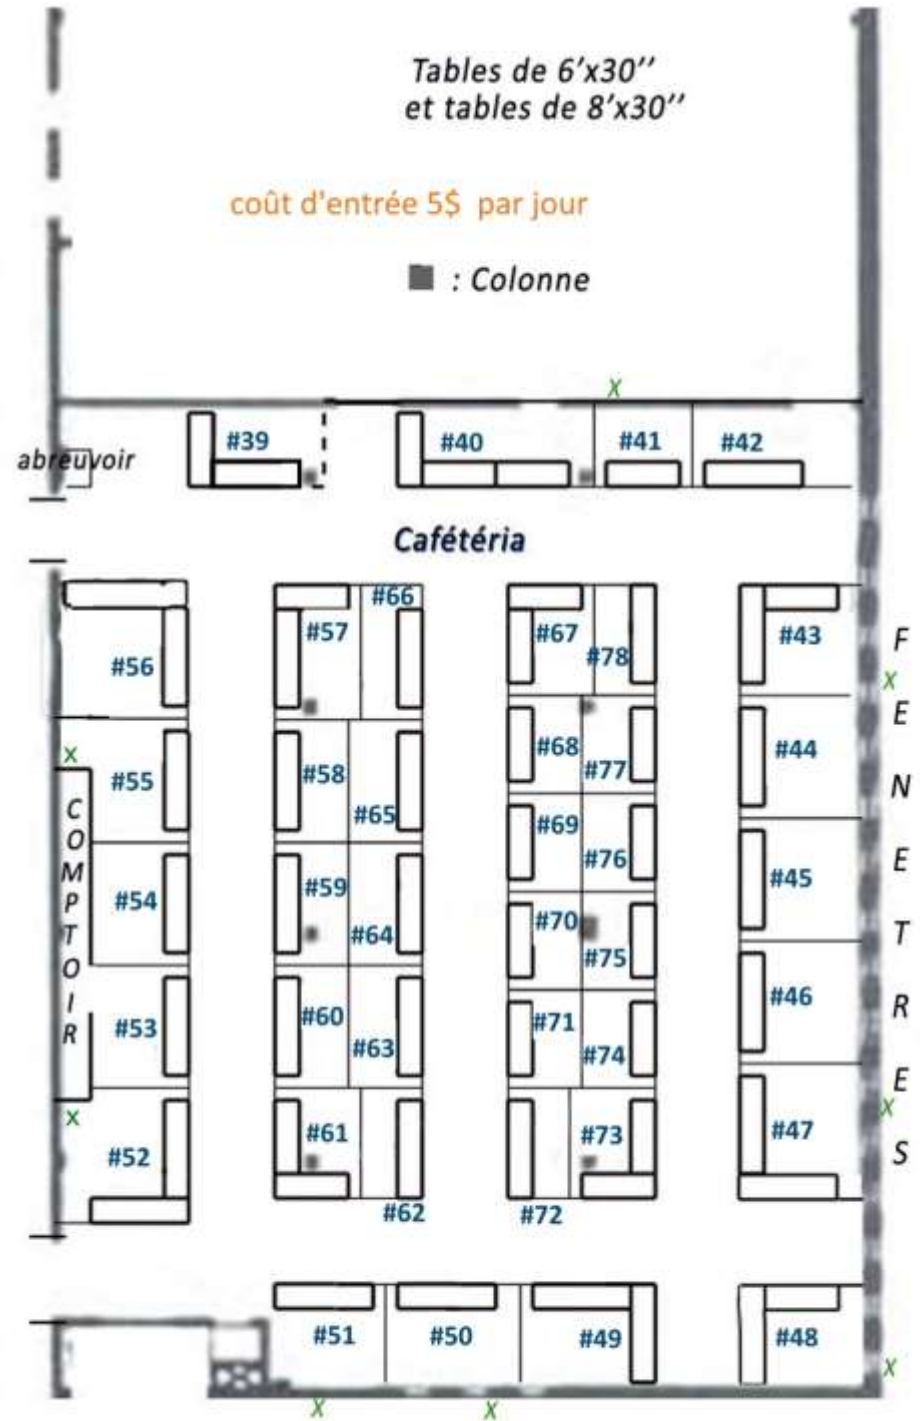 Tables de 6'x30''
et tables de 8'x30''
coût d'entrée 5$ par jour
: Colonne
X
#39 #40 #41 #42
abreuvoir
Cafétéria
#66
#57 #67 #43
#56 #78
FENETRES
X
x
#55 #58 #68 #44
#77
COMPTOIR
#65 #69
#54 #59 #76 #45
#64 #70
#75
#53 #60 #71 #46
#63 #74
x
X
#52 #61 #73 #47
#62 #72
#51 #50 #49 #48
X
X X